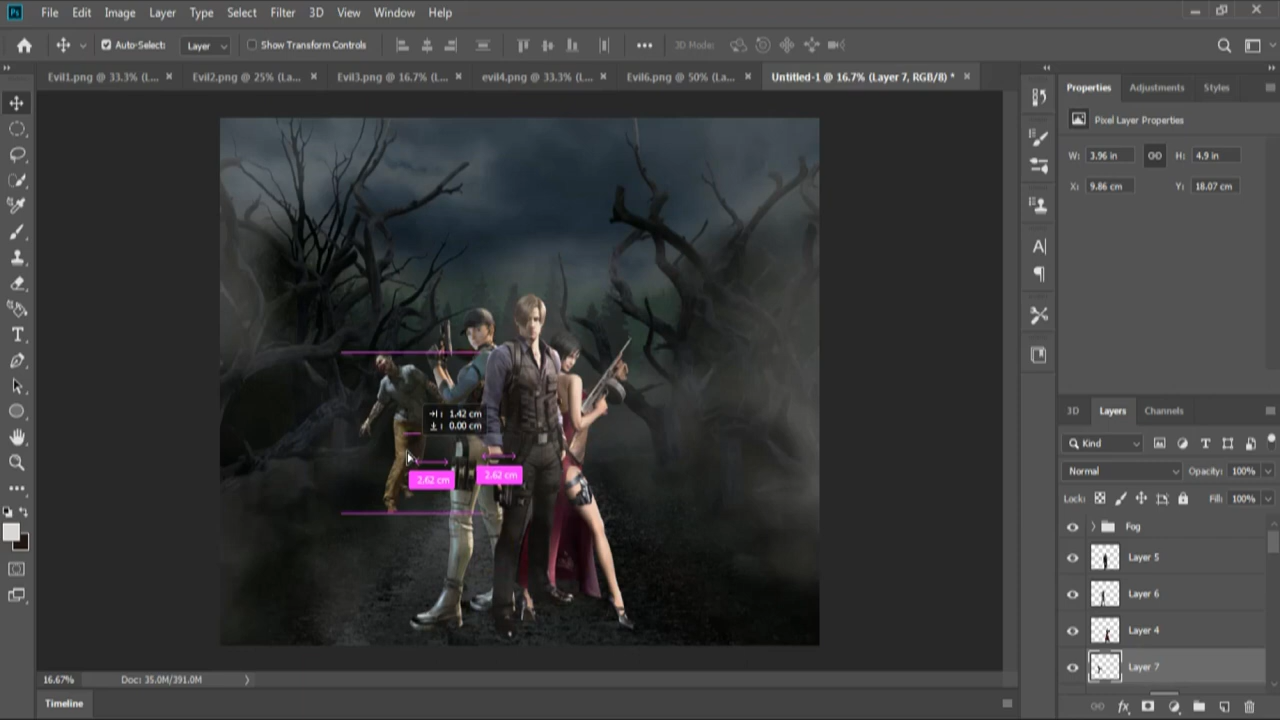 Ps File Edit Image Layer Type Select Filter 3D View Window Help
Auto-Select: Layer Show Transform Controls 3D Mode:
Evil1.png @ 33.3% (L... × Evil2.png @ 25% (La... × Evil3.png @ 16.7% (L... × evil4.png @ 33.3% (L... × Evil6.png @ 50% (La... × Untitled-1 @ 16.7% (Layer 7, RGB/8) * ×
Properties Adjustments Styles
Pixel Layer Properties
W: 3.96 in H: 4.9 in
X: 9.86 cm Y: 18.07 cm
1.42 cm
0.00 cm
2.62 cm 2.62 cm
3D Layers Channels
Kind
Normal Opacity: 100%
Lock: Fill: 100%
Fog
Layer 5
Layer 6
Layer 4
Layer 7
16.67% Doc: 35.0M/391.0M
Timeline